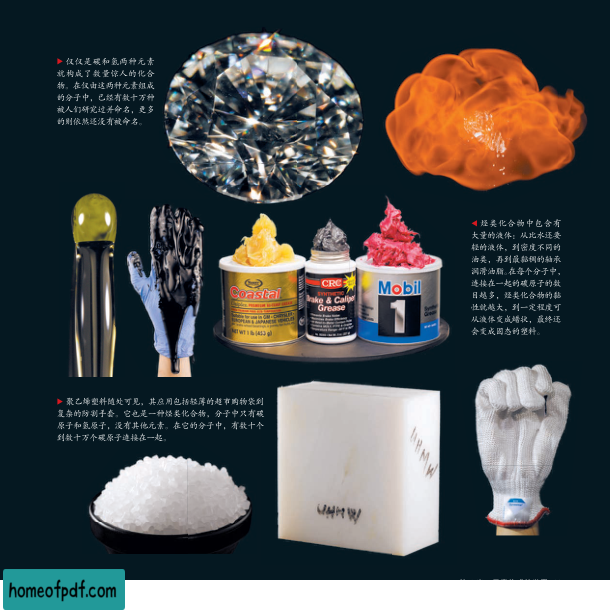 仅仅是碳和氢两种元素
就构成了数量惊人的化合
物。在仅由这两种元素组成
的分子中,已经有数十万种
被人们研究过并命名,更多
的则依然还没有被命名。
烃类化合物中包含有
大量的液体:从比水还要
轻的液体,到密度不同的
油类,再到最黏稠的轴承
润滑油脂。在每个分子中,
连接在一起的碳原子的数
目越多,烃类化合物的黏
性就越大,到一定程度可
从液体变成蜡状,最终还
会变成固态的塑料。
Coastal
NET WT 1 lb (453 g)
CRC
SYNTHETIC
Brake & Caliper
Grease
Mobil
1
聚乙烯塑料随处可见,其应用包括轻薄的超市购物袋到
复杂的防割手套。它也是一种烃类化合物,分子中只有碳
原子和氢原子,没有其他元素。在它的分子中,有数十个
到数十万个碳原子连接在一起。
UHMW
UHMW
homeofpdf.com